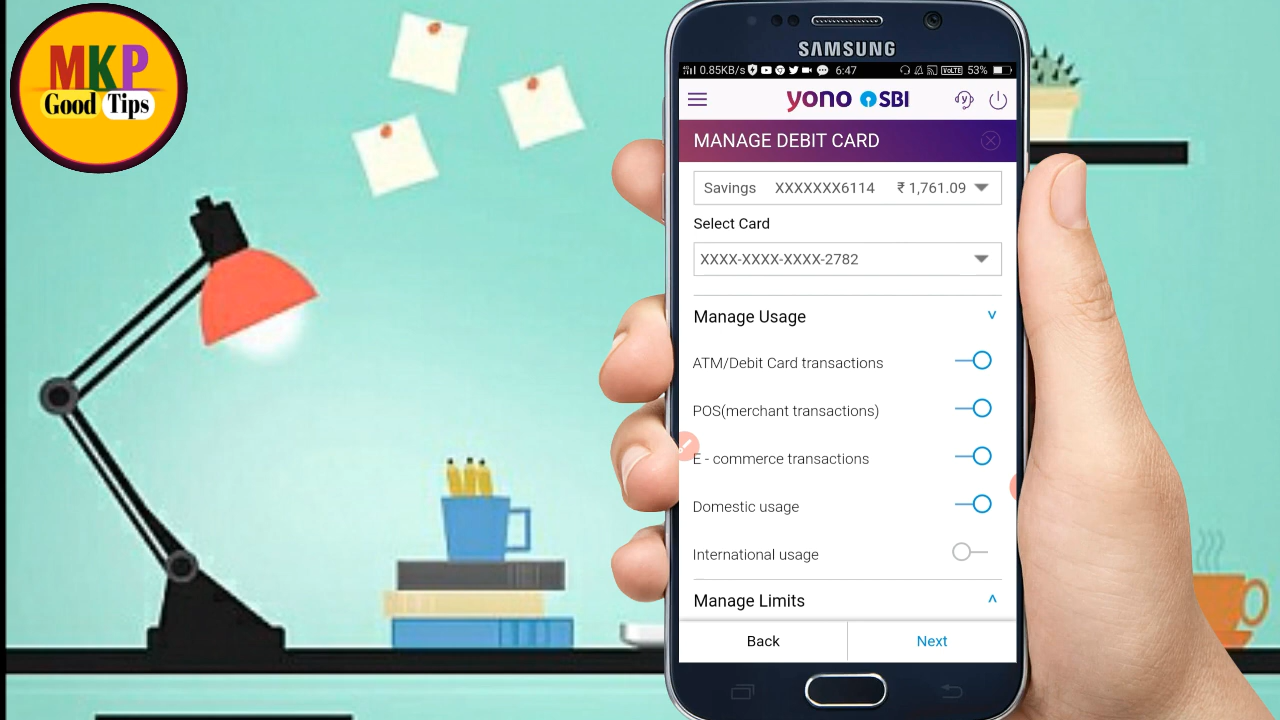 MKP
Good Tips
SAMSUNG
0.85KB/s 6:47 VoLTE 53%
yono SBI
MANAGE DEBIT CARD
Savings XXXXXXX6114 ₹ 1,761.09
Select Card
XXXX-XXXX-XXXX-2782
Manage Usage
ATM/Debit Card transactions
POS(merchant transactions)
E - commerce transactions
Domestic usage
International usage
Manage Limits
Back Next